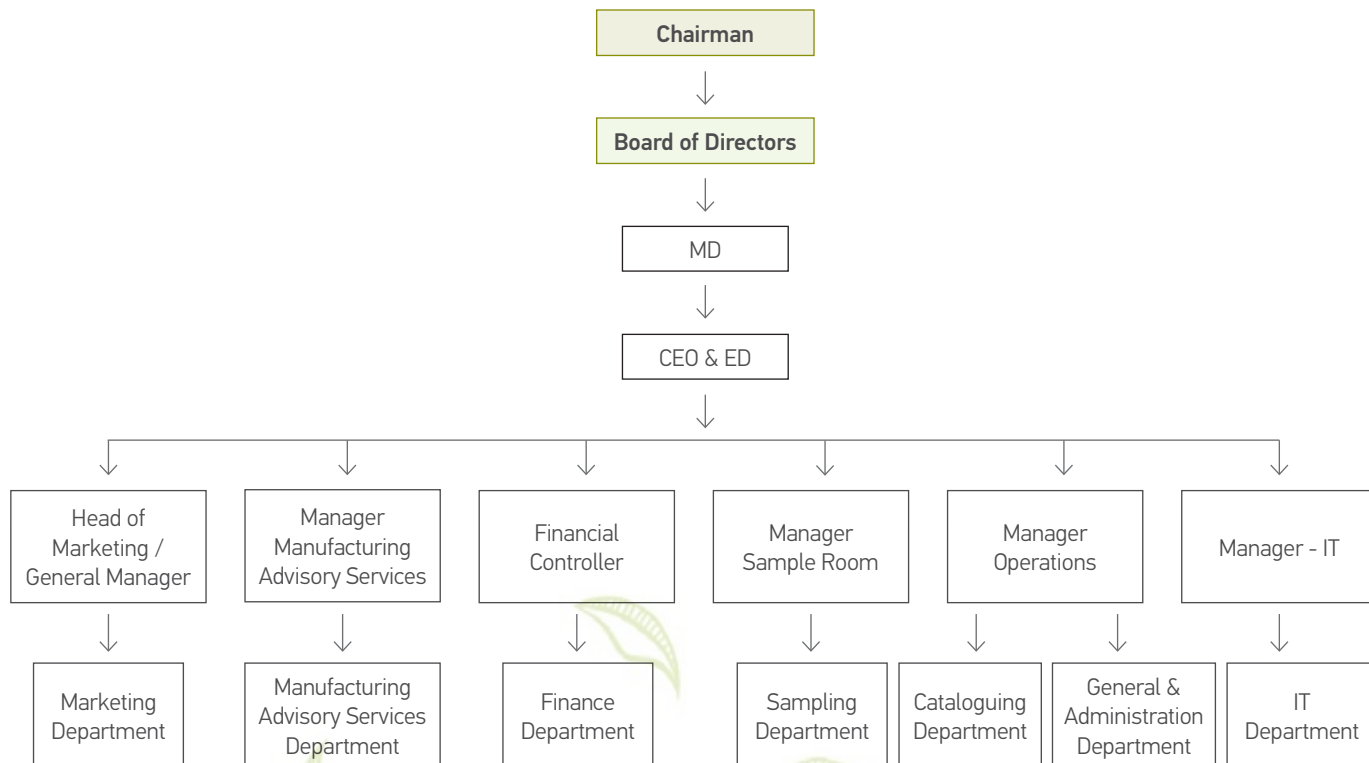 Chairman
Board of Directors
MD
CEO & ED
Head of
Marketing /
General Manager
Manager
Manufacturing
Advisory Services
Financial
Controller
Manager
Sample Room
Manager
Operations
Manager - IT
Marketing
Department
Manufacturing
Advisory Services
Department
Finance
Department
Sampling
Department
Cataloguing
Department
General &
Administration
Department
IT
Department